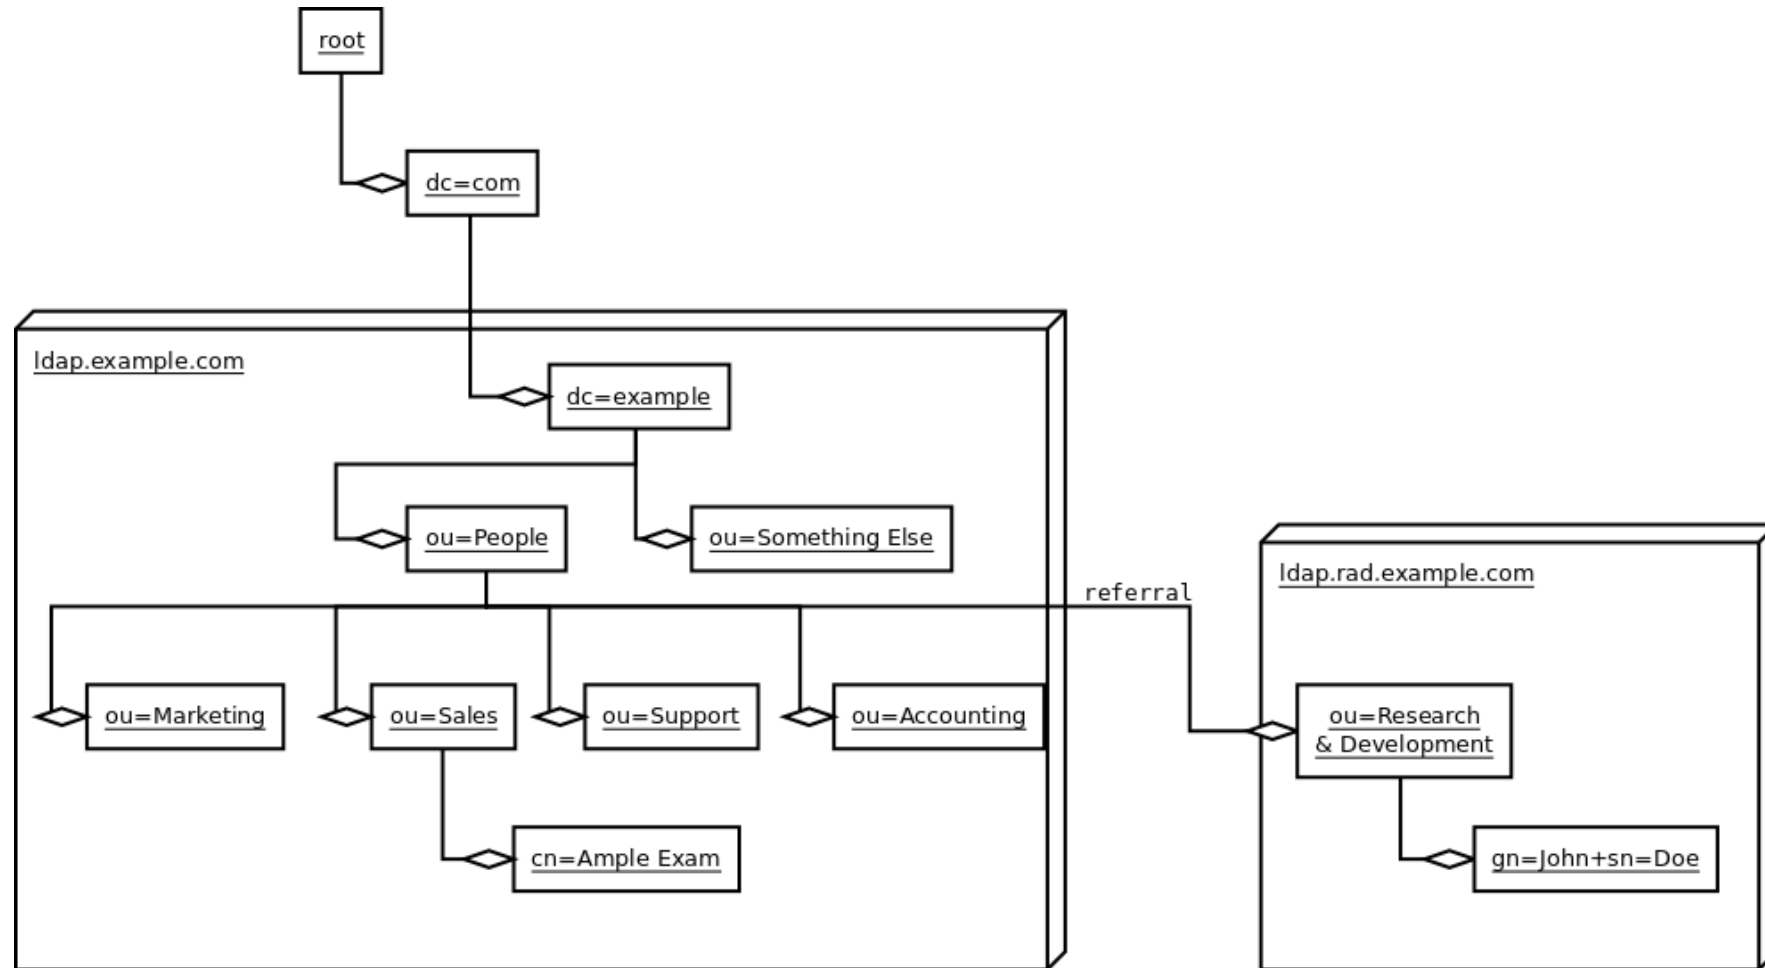 root
dc=com
ldap.example.com
dc=example
ou=People
ou=Something Else
referral
ldap.rad.example.com
ou=Marketing
ou=Sales
ou=Support
ou=Accounting
ou=Research
& Development
cn=Ample Exam
gn=John+sn=Doe